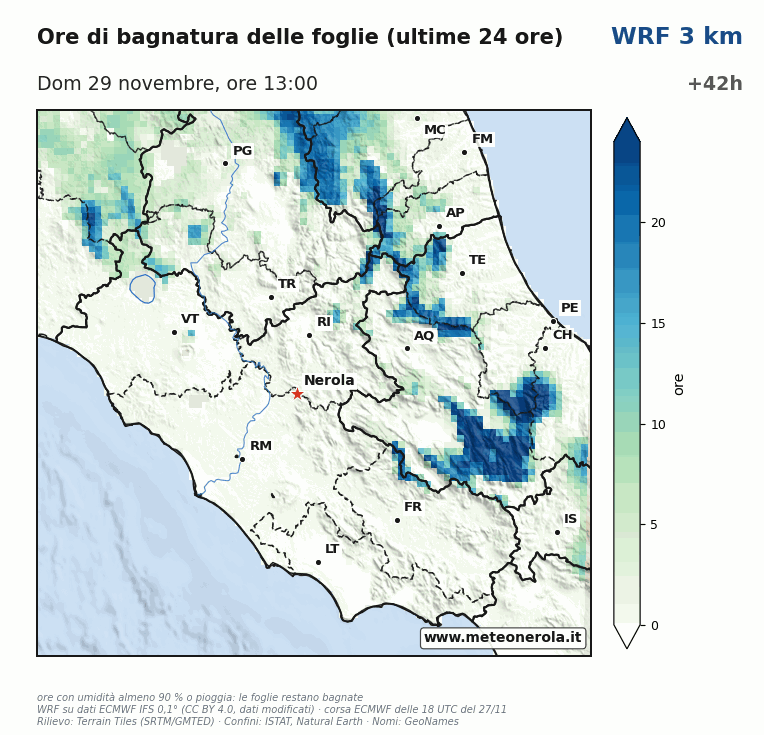 Ore di bagnatura delle foglie (ultime 24 ore)
WRF 3 km
Dom 29 novembre, ore 13:00
+42h
MC
FM
PG
AP
TE
TR
PE
VT
RI
CH
AQ
Nerola
RM
FR
IS
LT
www.meteonerola.it
20
15
10
5
0
ore
ore con umidità almeno 90 % o pioggia: le foglie restano bagnate
WRF su dati ECMWF IFS 0,1° (CC BY 4.0, dati modificati) · corsa ECMWF delle 18 UTC del 27/11
Rilievo: Terrain Tiles (SRTM/GMTED) · Confini: ISTAT, Natural Earth · Nomi: GeoNames